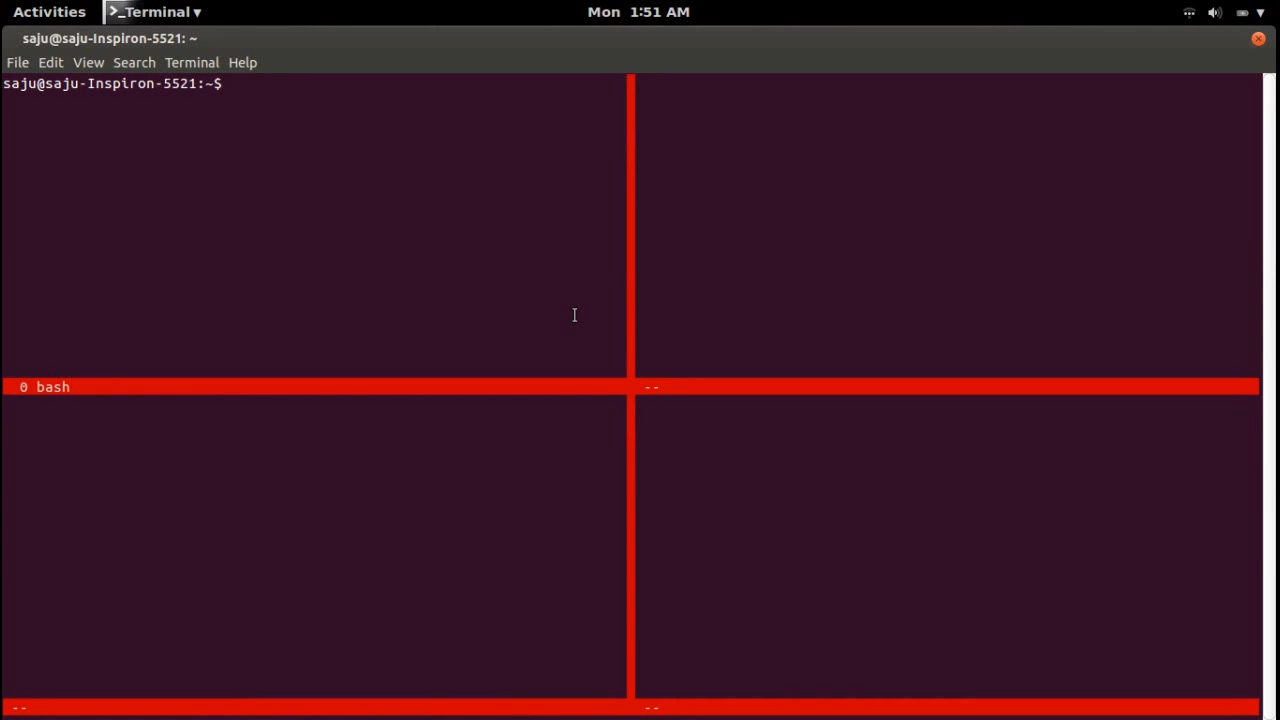 Activities >_Terminal ▾ Mon 1:51 AM
saju@saju-Inspiron-5521: ~
File Edit View Search Terminal Help
saju@saju-Inspiron-5521:~$
0 bash --
-- --